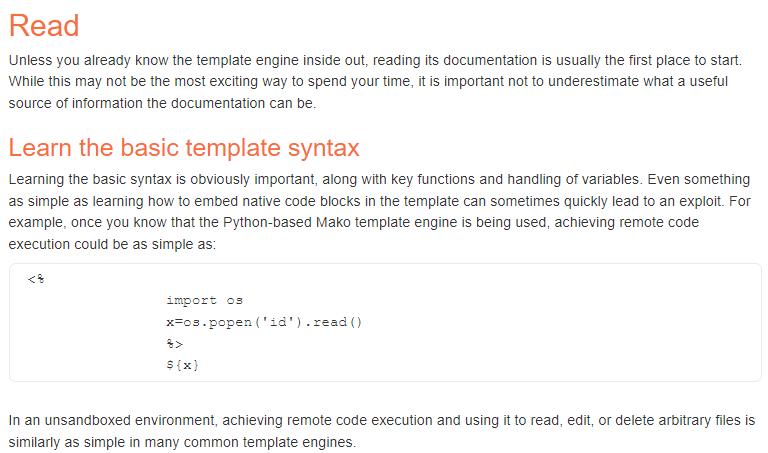 Read
Unless you already know the template engine inside out, reading its documentation is usually the first place to start.
While this may not be the most exciting way to spend your time, it is important not to underestimate what a useful
source of information the documentation can be.
Learn the basic template syntax
Learning the basic syntax is obviously important, along with key functions and handling of variables. Even something
as simple as learning how to embed native code blocks in the template can sometimes quickly lead to an exploit. For
example, once you know that the Python-based Mako template engine is being used, achieving remote code
execution could be as simple as:
<%
import os
x=os.popen('id').read()
%>
${x}
In an unsandboxed environment, achieving remote code execution and using it to read, edit, or delete arbitrary files is
similarly as simple in many common template engines.